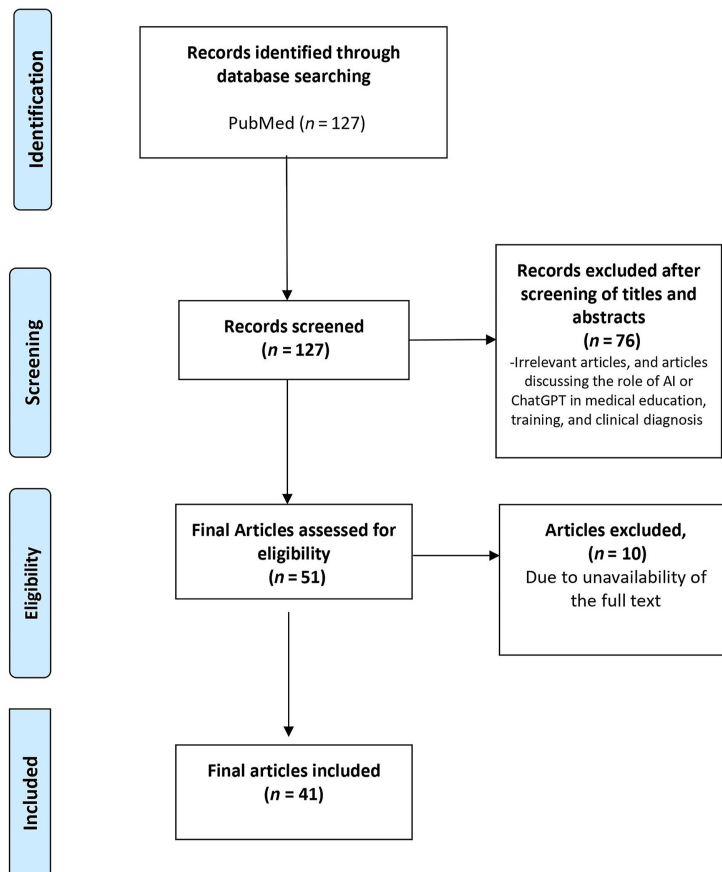 Identification
Records identified through
database searching
PubMed (n = 127)
Screening
Records screened
(n = 127)
Records excluded after
screening of titles and
abstracts
(n = 76)
-Irrelevant articles, and articles
discussing the role of AI or
ChatGPT in medical education,
training, and clinical diagnosis
Eligibility
Final Articles assessed for
eligibility
(n = 51)
Articles excluded,
(n = 10)
Due to unavailability of
the full text
Included
Final articles included
(n = 41)